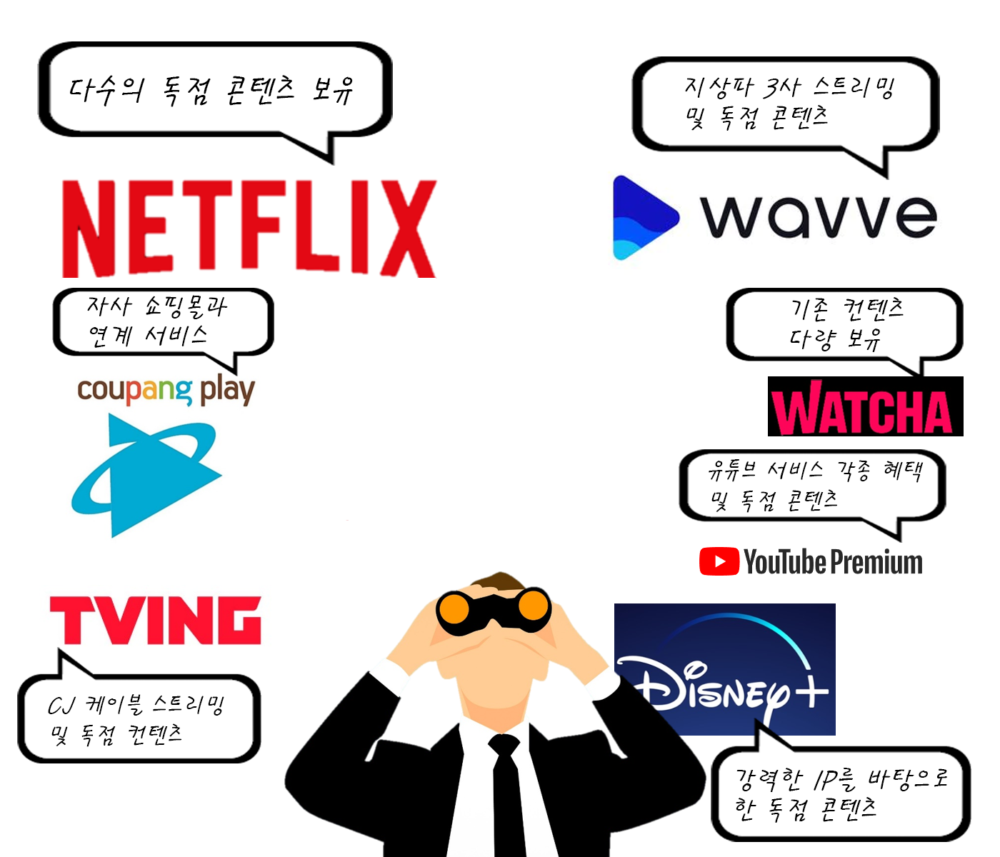 다수의 독점 콘텐츠 보유
NETFLIX
지상파 3사 스트리밍
및 독점 콘텐츠
wavve
자사 쇼핑몰과
연계 서비스
coupang play
기존 컨텐츠
다량 보유
WATCHA
유튜브 서비스 각종 혜택
및 독점 콘텐츠
YouTube Premium
TVING
CJ 케이블 스트리밍
및 독점 컨텐츠
DISNEY+
강력한 IP를 바탕으로
한 독점 콘텐츠